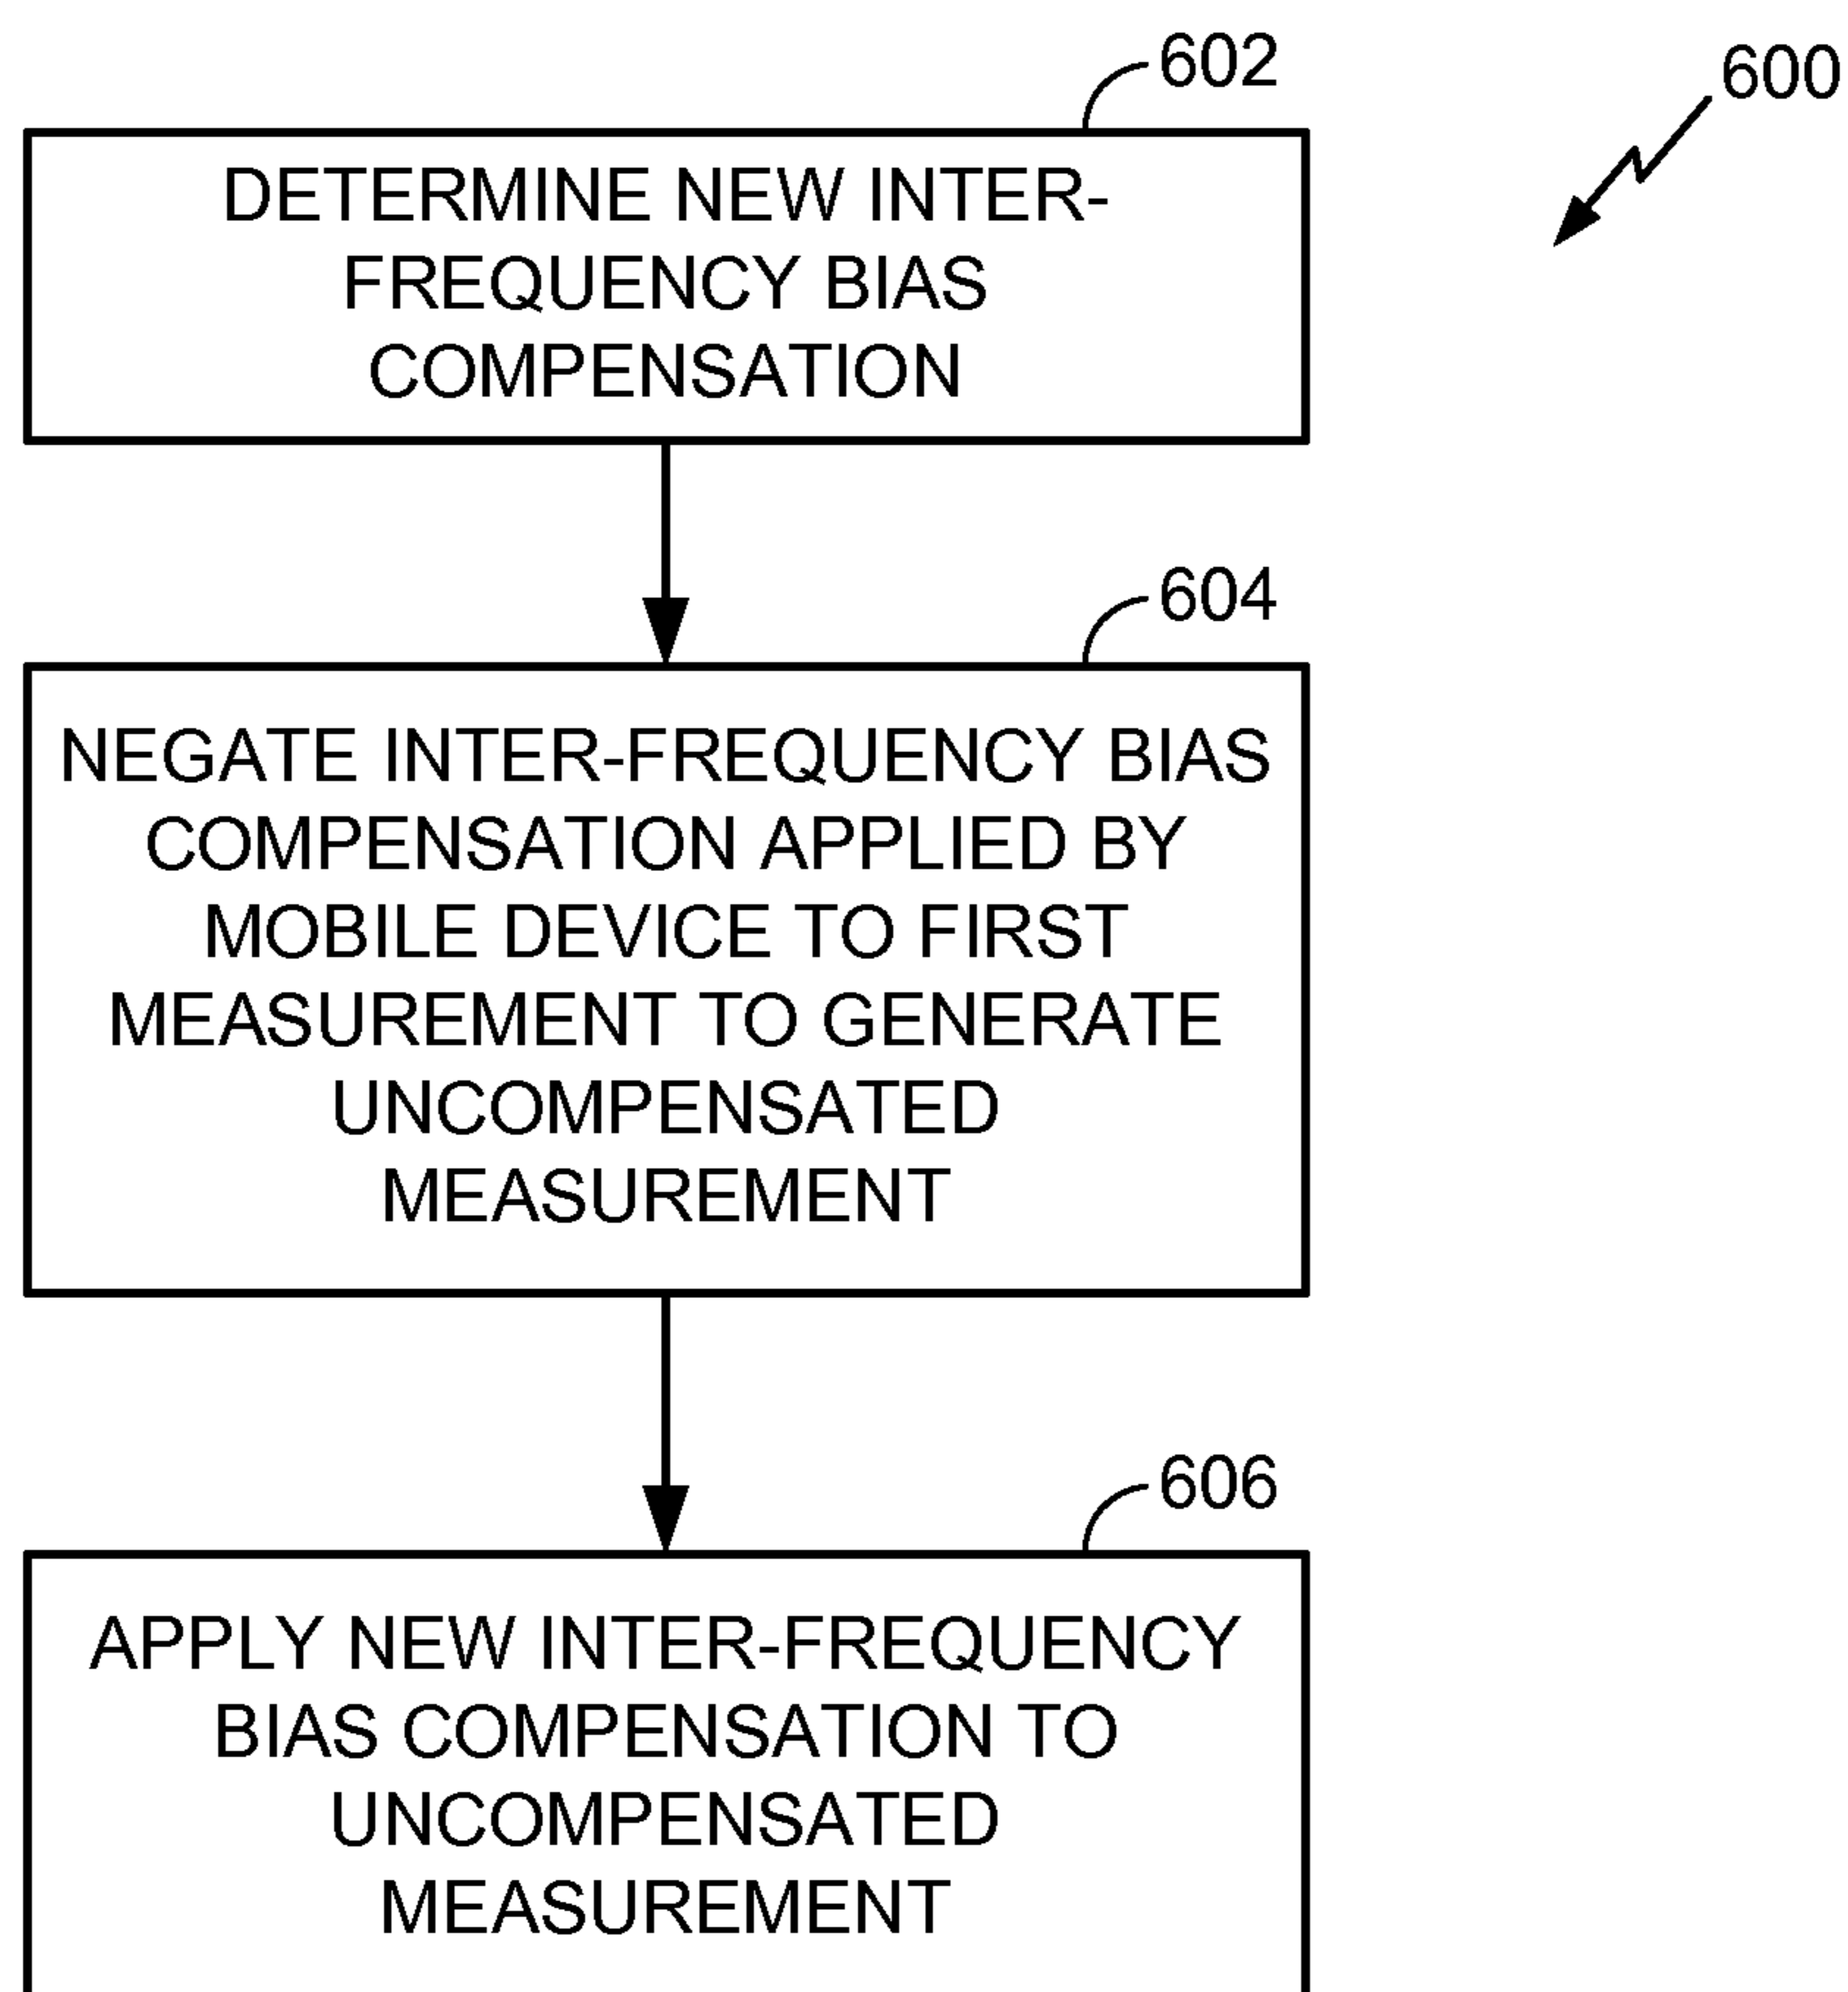 602
600
DETERMINE NEW INTER-
FREQUENCY BIAS
COMPENSATION
604
NEGATE INTER-FREQUENCY BIAS
COMPENSATION APPLIED BY
MOBILE DEVICE TO FIRST
MEASUREMENT TO GENERATE
UNCOMPENSATED
MEASUREMENT
606
APPLY NEW INTER-FREQUENCY
BIAS COMPENSATION TO
UNCOMPENSATED
MEASUREMENT